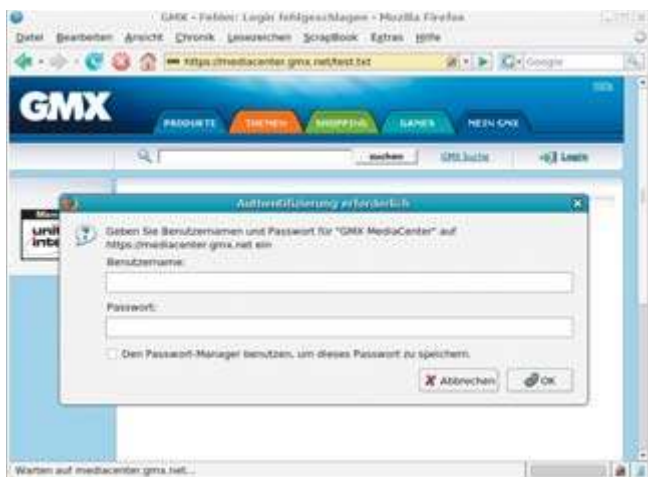 GMX - Fehler: Login fehlgeschlagen - Mozilla Firefox
Datei Bearbeiten Ansicht Chronik Lesezeichen ScrapBook Extras Hilfe
https://mediacenter.gmx.net/test.txt
Google
GMX
PRODUKTE THEMEN SHOPPING GAMES MEIN GMX
suchen GMX Suche Login
Authentifizierung erforderlich
Geben Sie Benutzernamen und Passwort für "GMX MediaCenter" auf
https://mediacenter.gmx.net ein
Benutzername:
Passwort:
Den Passwort-Manager benutzen, um dieses Passwort zu speichern.
Abbrechen OK
Warten auf mediacenter.gmx.net...